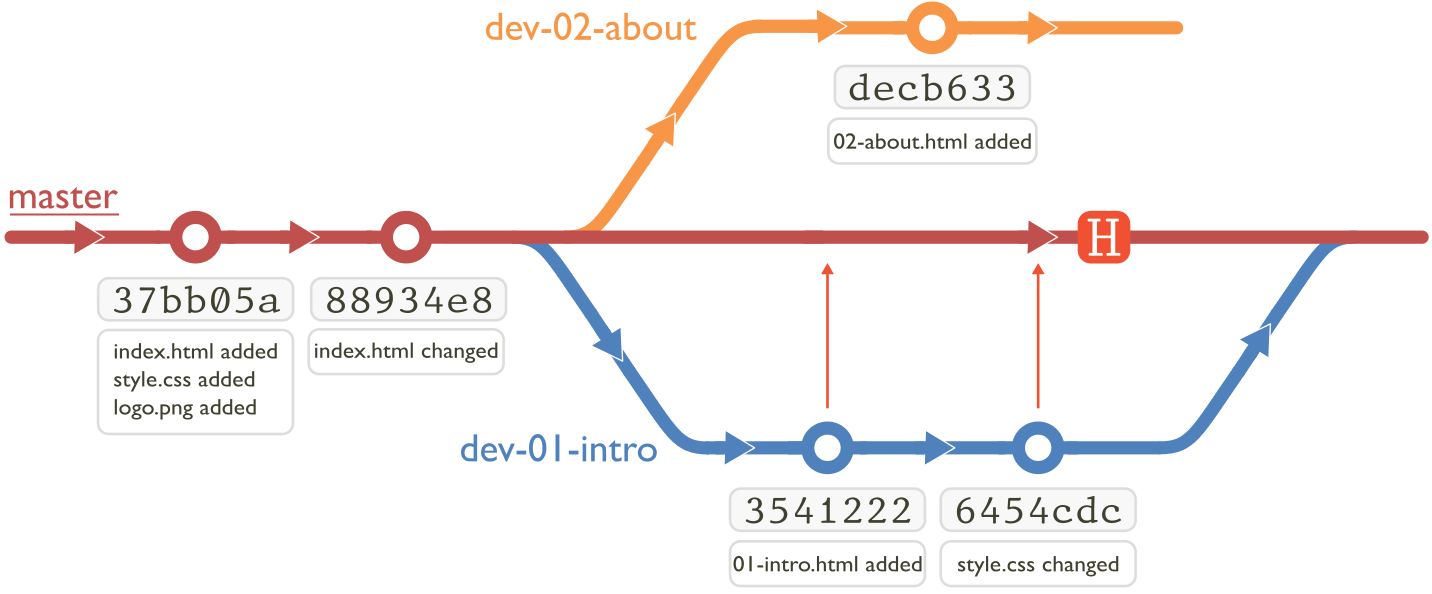 dev-02-about
decb633
02-about.html added
master
H
37bb05a
index.html added
style.css added
logo.png added
88934e8
index.html changed
dev-01-intro
3541222
01-intro.html added
6454cdc
style.css changed